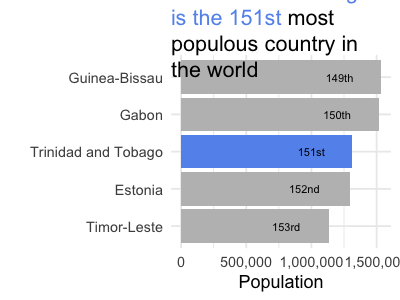 is the 151st most
populous country in
the world
Guinea-Bissau
149th
Gabon
150th
Trinidad and Tobago
151st
Estonia
152nd
Timor-Leste
153rd
0 500,000 1,000,000 1,500,00
Population